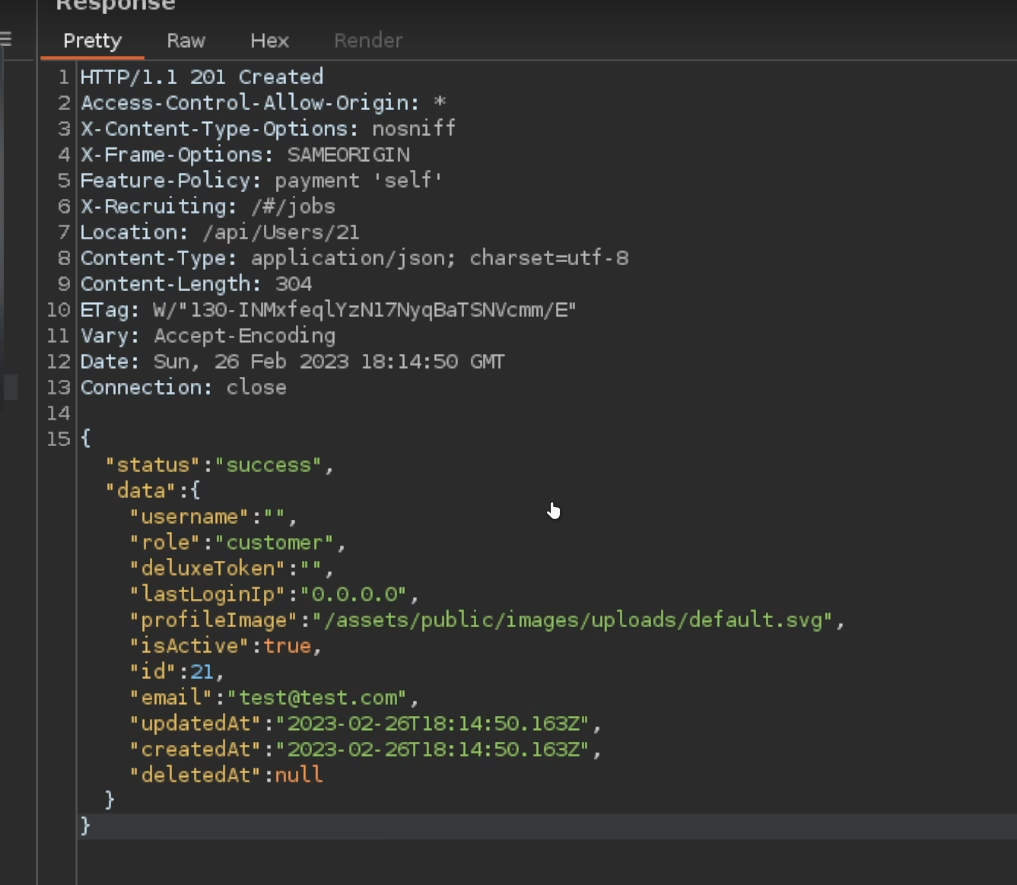 Response
Pretty Raw Hex Render
1 HTTP/1.1 201 Created
2 Access-Control-Allow-Origin: *
3 X-Content-Type-Options: nosniff
4 X-Frame-Options: SAMEORIGIN
5 Feature-Policy: payment 'self'
6 X-Recruiting: /#/jobs
7 Location: /api/Users/21
8 Content-Type: application/json; charset=utf-8
9 Content-Length: 304
10 ETag: W/"130-INMxfeqlYzN17NyqBaTSNVcmm/E"
11 Vary: Accept-Encoding
12 Date: Sun, 26 Feb 2023 18:14:50 GMT
13 Connection: close
14
15 {
"status":"success",
"data":{
"username":"",
"role":"customer",
"deluxeToken":"",
"lastLoginIp":"0.0.0.0",
"profileImage":"/assets/public/images/uploads/default.svg",
"isActive":true,
"id":21,
"email":"test@test.com",
"updatedAt":"2023-02-26T18:14:50.163Z",
"createdAt":"2023-02-26T18:14:50.163Z",
"deletedAt":null
}
}